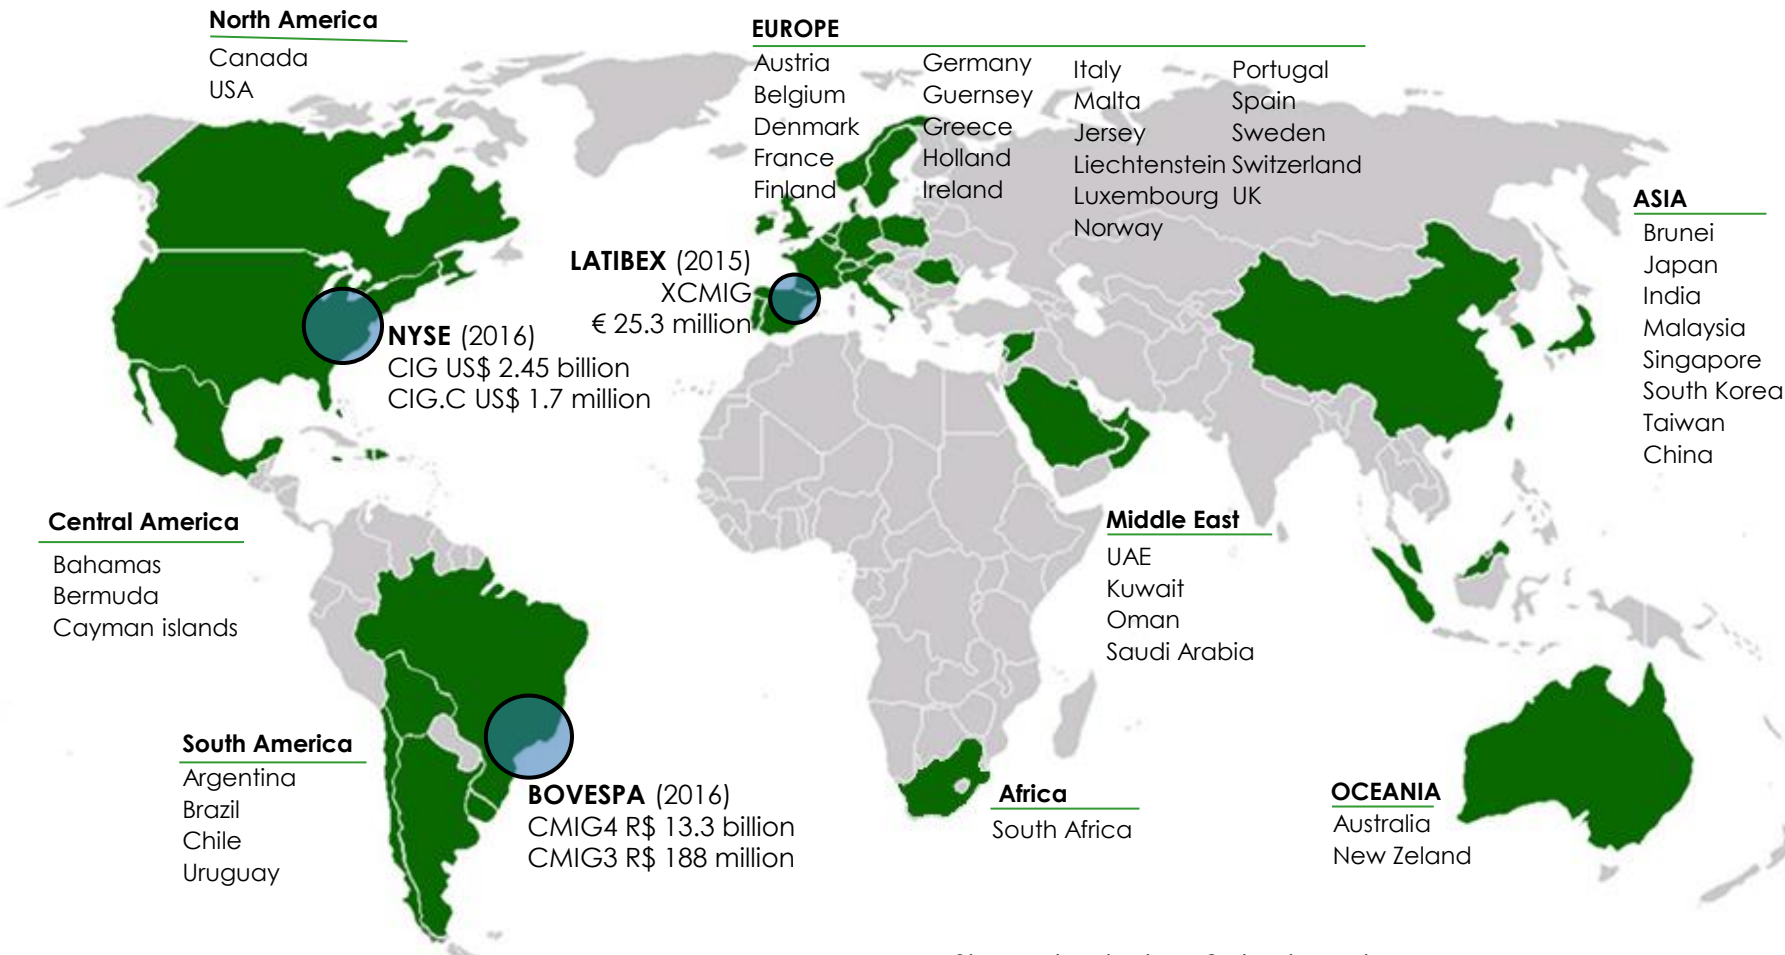 North America
Canada
USA
EUROPE
Austria
Belgium
Denmark
France
Finland
Germany
Guernsey
Greece
Holland
Ireland
Italy
Malta
Jersey
Liechtenstein
Luxembourg
Norway
Portugal
Spain
Sweden
Switzerland
UK
ASIA
Brunei
Japan
India
Malaysia
Singapore
South Korea
Taiwan
China
LATIBEX (2015)
XCMIG
€ 25.3 million
NYSE (2016)
CIG US$ 2.45 billion
CIG.C US$ 1.7 million
Central America
Bahamas
Bermuda
Cayman islands
Middle East
UAE
Kuwait
Oman
Saudi Arabia
South America
Argentina
Brazil
Chile
Uruguay
BOVESPA (2016)
CMIG4 R$ 13.3 billion
CMIG3 R$ 188 million
Africa
South Africa
OCEANIA
Australia
New Zeland